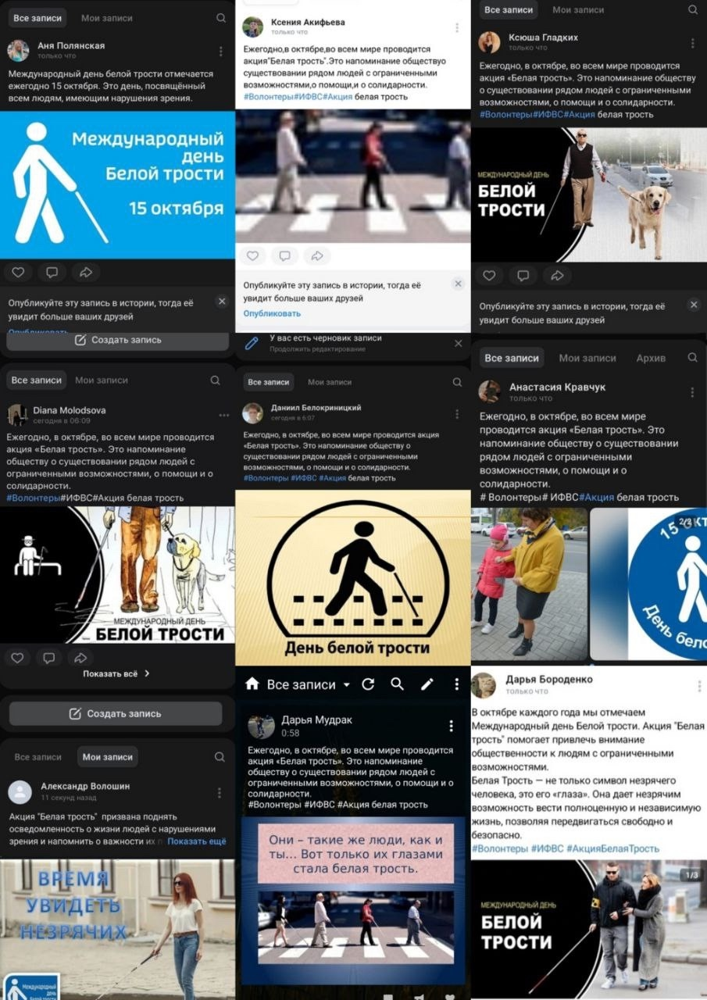 Все записи
Мои записи
Аня Полянская
только что
Международный день белой трости отмечается
ежегодно 15 октября. Это день, посвящённый
всем людям, имеющим нарушения зрения.
Международный
день
Белой трости
15 октября
Опубликуйте эту запись в истории, тогда её
увидит больше ваших друзей
Опубликовать
Ксения Акифьева
только что
Ежегодно,в октябре,во всем мире проводится
акция"Белая трость".Это напоминание обществую
существовании рядом людей с ограниченными
возможностями,о помощи,и о солидарности.
#Волонтеры#ИФВС#Акция белая трость
Опубликуйте эту запись в истории, тогда её
увидит больше ваших друзей
Опубликовать
Все записи
Мои записи
Ксюша Гладких
только что
Ежегодно, в октябре, во всем мире проводится
акция «Белая трость». Это напоминание обществу
о существовании рядом людей с ограниченными
возможностями, о помощи и о солидарности.
#Волонтеры#ИФВС#Акция белая трость
МЕЖДУНАРОДНЫЙ ДЕНЬ
БЕЛОЙ
ТРОСТИ
Опубликуйте эту запись в истории, тогда её
увидит больше ваших друзей
Создать запись
Все записи
Мои записи
Diana Molodsova
сегодня в 06:09
Ежегодно, в октябре, во всем мире проводится
акция «Белая трость». Это напоминание
обществу о существовании рядом людей с
ограниченными возможностями, о помощи и о
солидарности.
#Волонтеры#ИФВС#Акция белая трость
МЕЖДУНАРОДНЫЙ ДЕНЬ
БЕЛОЙ ТРОСТИ
Показать всё
У вас есть черновик записи
Продолжить редактирование
Все записи
Мои записи
Даниил Белокриницкий
сегодня в 6:07
Ежегодно, в октябре, во всем мире проводится акция
«Белая трость». Это напоминание обществу о
существовании рядом людей с ограниченными
возможностями, о помощи и о солидарности.
#Волонтеры #ИФВС #Акция белая трость
День белой трости
Все записи
Мои записи
Архив
Анастасия Кравчук
только что
Ежегодно, в октябре, во всем мире
проводится акция «Белая трость». Это
напоминание обществу о существовании
рядом людей с ограниченными
возможностями, о помощи и о
солидарности.
# Волонтеры# ИФВС#Акция белая трость
2/2
15 ОКТ
День бело
Создать запись
Все записи
Мои записи
Александр Волошин
11 секунд назад
Акция "Белая трость" призвана поднять
осведомленность о жизни людей с нарушениями
зрения и напомнить о важности их п Показать ещё
ВРЕМЯ
УВИДЕТЬ
НЕЗРЯЧИХ
Международный
день
Белой трости
Все записи
Дарья Мудрак
0:58
Ежегодно, в октябре, во всем мире проводится
акция «Белая трость». Это напоминание
обществу о существовании рядом людей с
ограниченными возможностями, о помощи и о
солидарности.
#Волонтеры #ИФВС #Акция белая трость
Они – такие же люди, как и
ты... Вот только их глазами
стала белая трость.
Дарья Бороденко
только что
В октябре каждого года мы отмечаем
Международный день Белой трости. Акция "Белая
трость" помогает привлечь внимание
общественности к людям с ограниченными
возможностями.
Белая Трость — не только символ незрячего
человека, это его «глаза». Она дает незрячим
возможность вести полноценную и независимую
жизнь, позволяя передвигаться свободно и
безопасно.
#Волонтеры #ИФВС #АкцияБелаяТрость
1/3
МЕЖДУНАРОДНЫЙ ДЕНЬ
БЕЛОЙ
ТРОСТИ